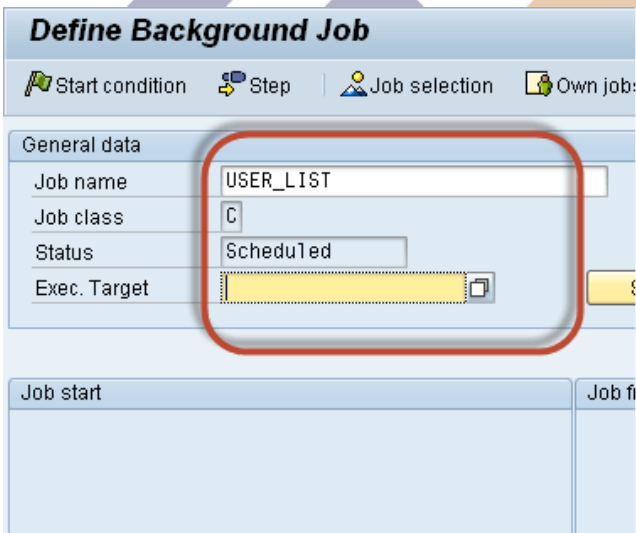 Define Background Job
Start condition Step Job selection Own jobs
General data
Job name USER_LIST
Job class C
Status Scheduled
Exec. Target
Job start Job